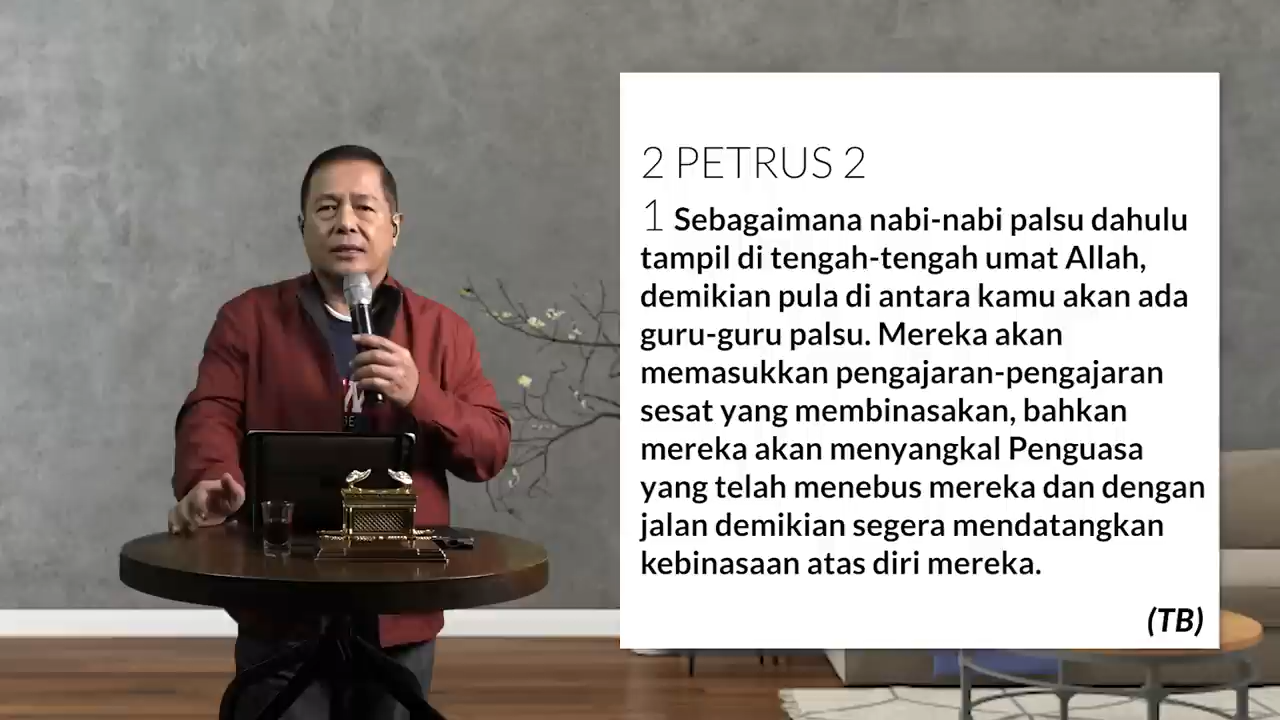 2 PETRUS 2
1 Sebagaimana nabi-nabi palsu dahulu
tampil di tengah-tengah umat Allah,
demikian pula di antara kamu akan ada
guru-guru palsu. Mereka akan
memasukkan pengajaran-pengajaran
sesat yang membinasakan, bahkan
mereka akan menyangkal Penguasa
yang telah menebus mereka dan dengan
jalan demikian segera mendatangkan
kebinasaan atas diri mereka.
(TB)